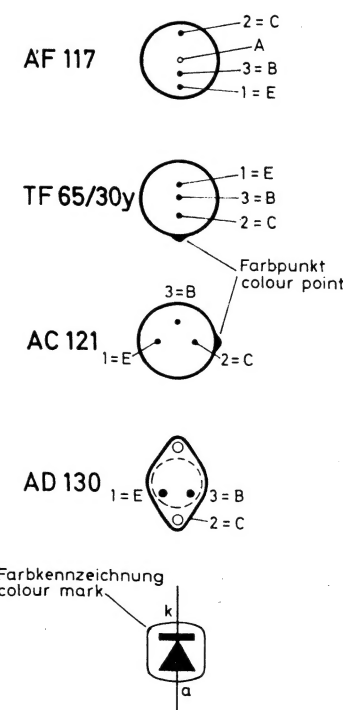 AF 117
2=C
A
3=B
1=E
TF 65/30y
1=E
3=B
2=C
Farbpunkt
colour point
AC 121
3=B
1=E
2=C
AD 130
1=E
3=B
2=C
Farbkennzeichnung
colour mark
k
a